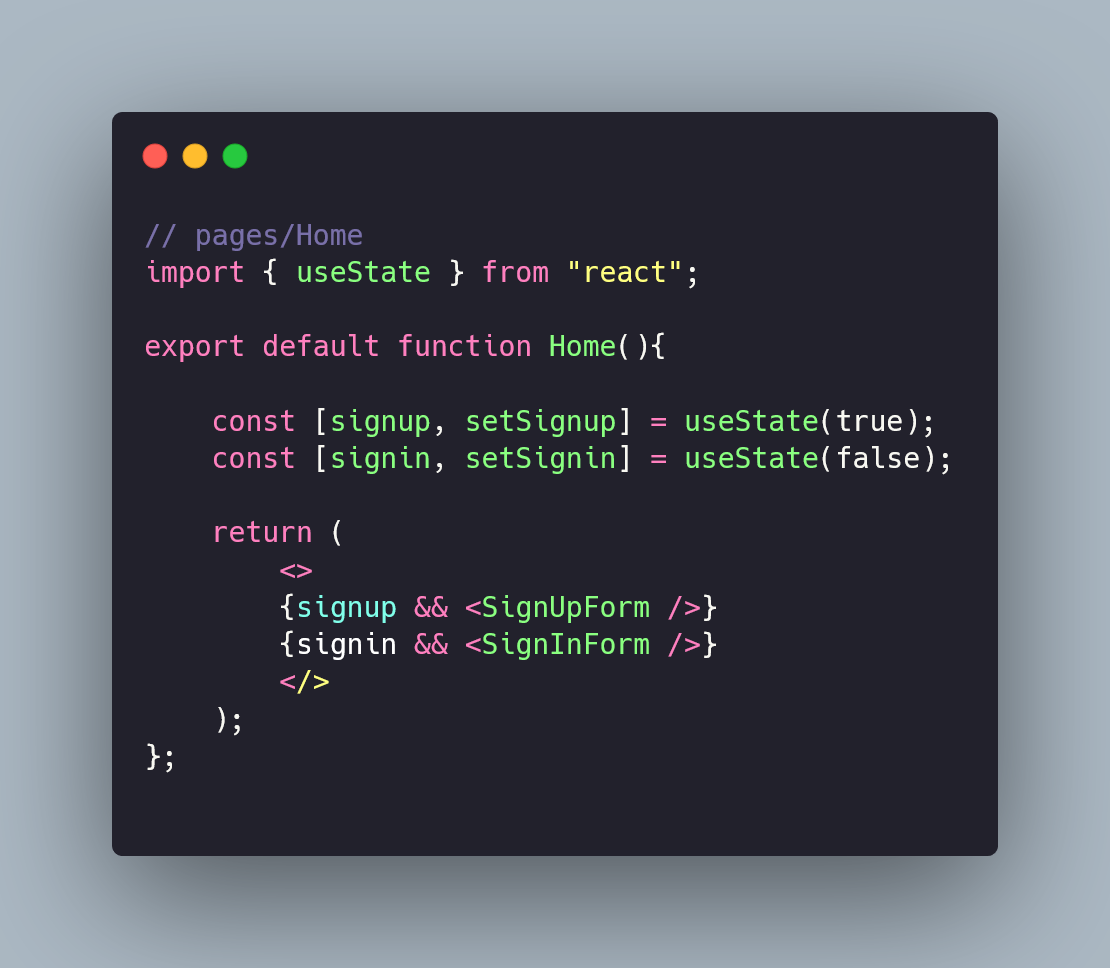 // pages/Home
import { useState } from "react";
export default function Home(){
    const [signup, setSignup] = useState(true);
    const [signin, setSignin] = useState(false);
    return (
        <>
        {signup && <SignUpForm />}
        {signin && <SignInForm />}
        </>
    );
};